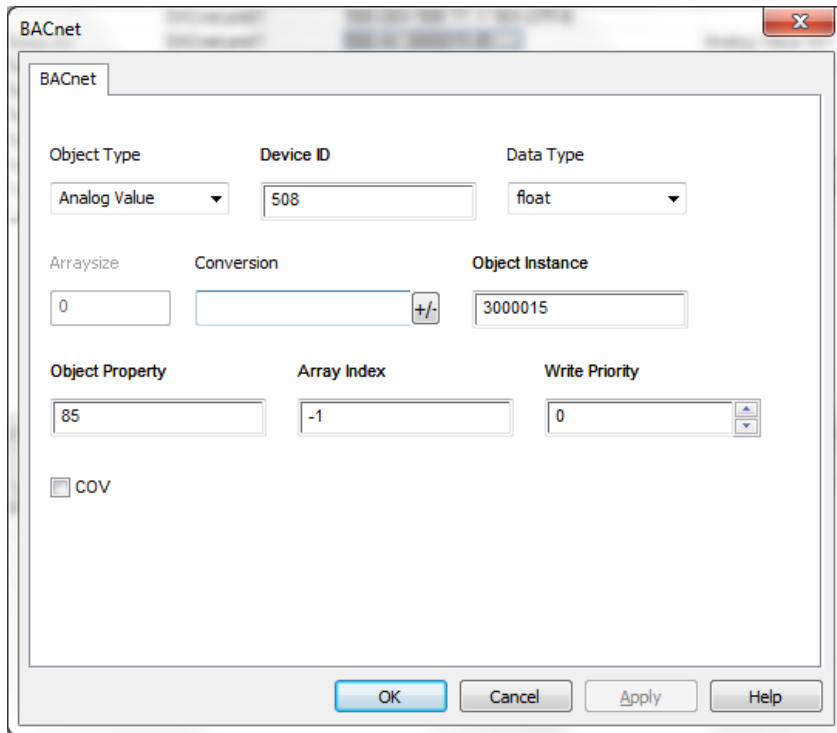 BACnet
BACnet
Object Type Device ID Data Type
Analog Value 508 float
Arraysize Conversion Object Instance
0 +/- 3000015
Object Property Array Index Write Priority
85 -1 0
COV
OK Cancel Apply Help